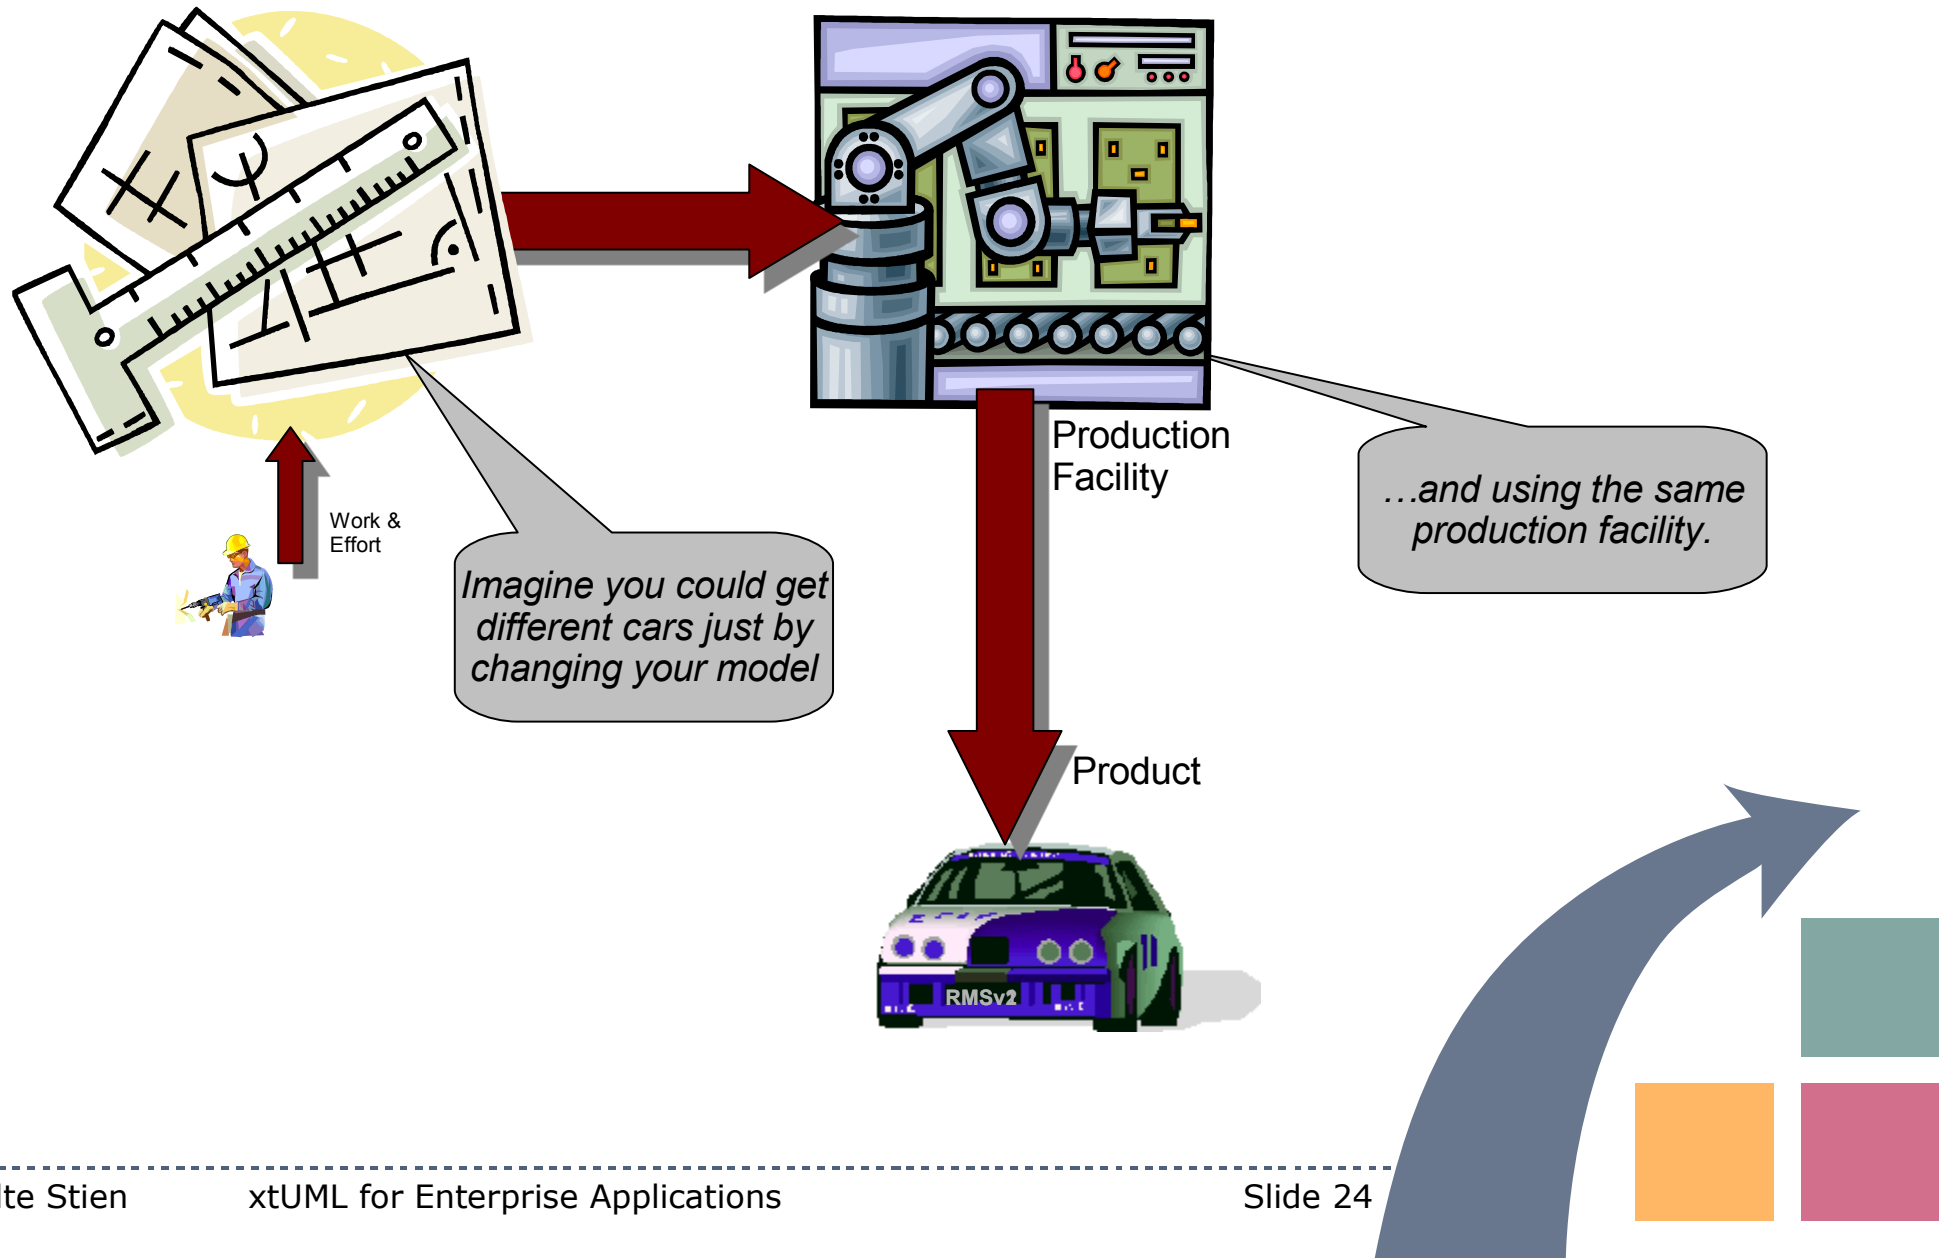 Production
Facility
…and using the same
production facility.
Work &
Effort
Imagine you could get
different cars just by
changing your model
Product
RMSv2
lte Stien
xtUML for Enterprise Applications
Slide 24